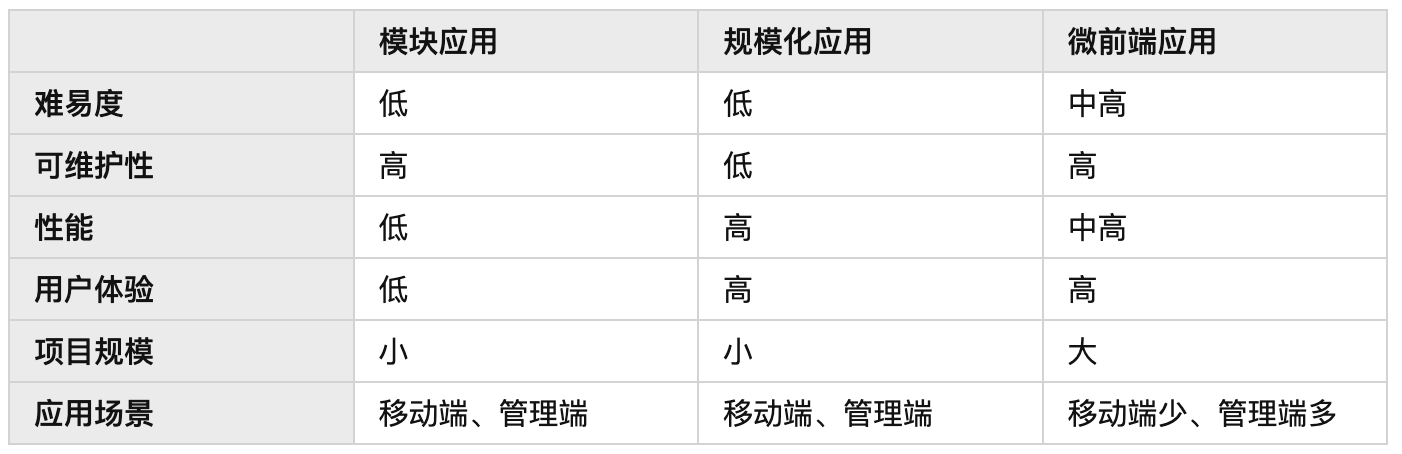 模块应用 规模化应用 微前端应用
难易度 低 低 中高
可维护性 高 低 高
性能 低 高 中高
用户体验 低 高 高
项目规模 小 小 大
应用场景 移动端、管理端 移动端、管理端 移动端少、管理端多